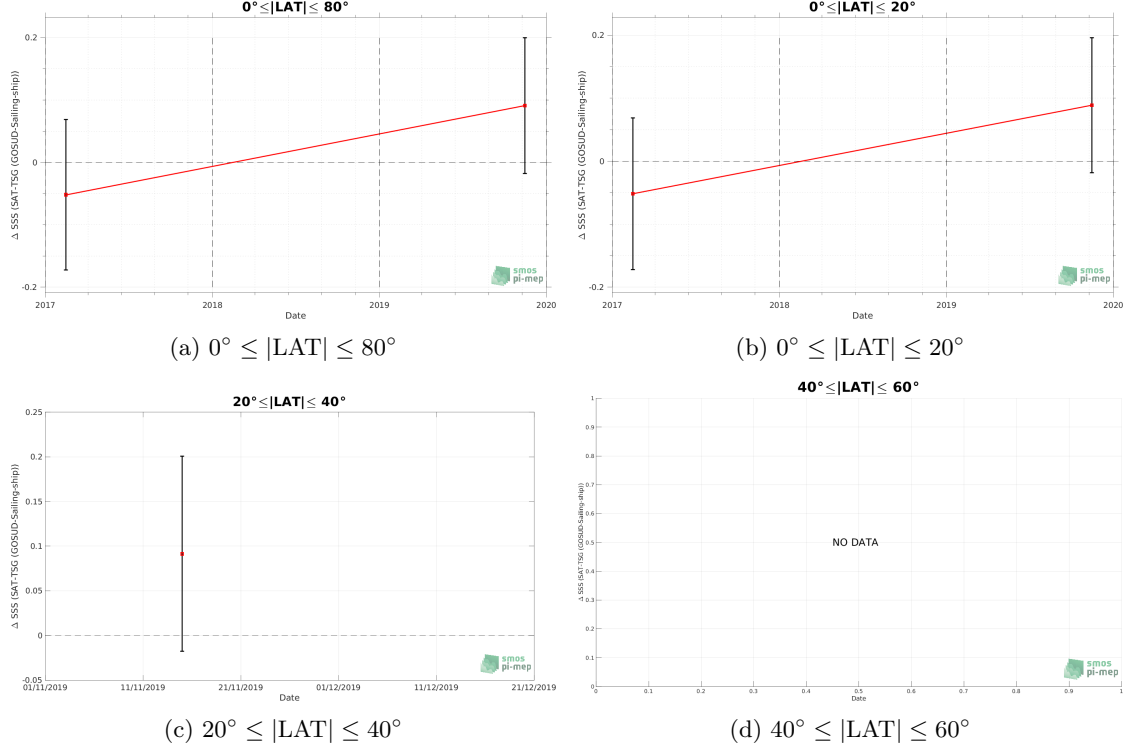 0°≤|LAT|≤ 80°
Δ SSS (SAT-TSG (GOSUD-Sailing-ship))
0.2
0
-0.2
2017
2018
2019
2020
Date
smos
pi-mep
(a) 0° ≤ |LAT| ≤ 80°
0°≤|LAT|≤ 20°
Δ SSS (SAT-TSG (GOSUD-Sailing-ship))
0.2
0
-0.2
2017
2018
2019
2020
Date
smos
pi-mep
(b) 0° ≤ |LAT| ≤ 20°
20°≤|LAT|≤ 40°
Δ SSS (SAT-TSG (GOSUD-Sailing-ship))
0.25
0.2
0.15
0.1
0.05
0
-0.05
01/11/2019
11/11/2019
21/11/2019
01/12/2019
11/12/2019
21/12/2019
Date
smos
pi-mep
(c) 20° ≤ |LAT| ≤ 40°
40°≤|LAT|≤ 60°
Δ SSS (SAT-TSG (GOSUD-Sailing-ship))
1
0.9
0.8
0.7
0.6
0.5
0.4
0.3
0.2
0.1
0
NO DATA
0
0.1
0.2
0.3
0.4
0.5
0.6
0.7
0.8
0.9
1
Date
smos
pi-mep
(d) 40° ≤ |LAT| ≤ 60°